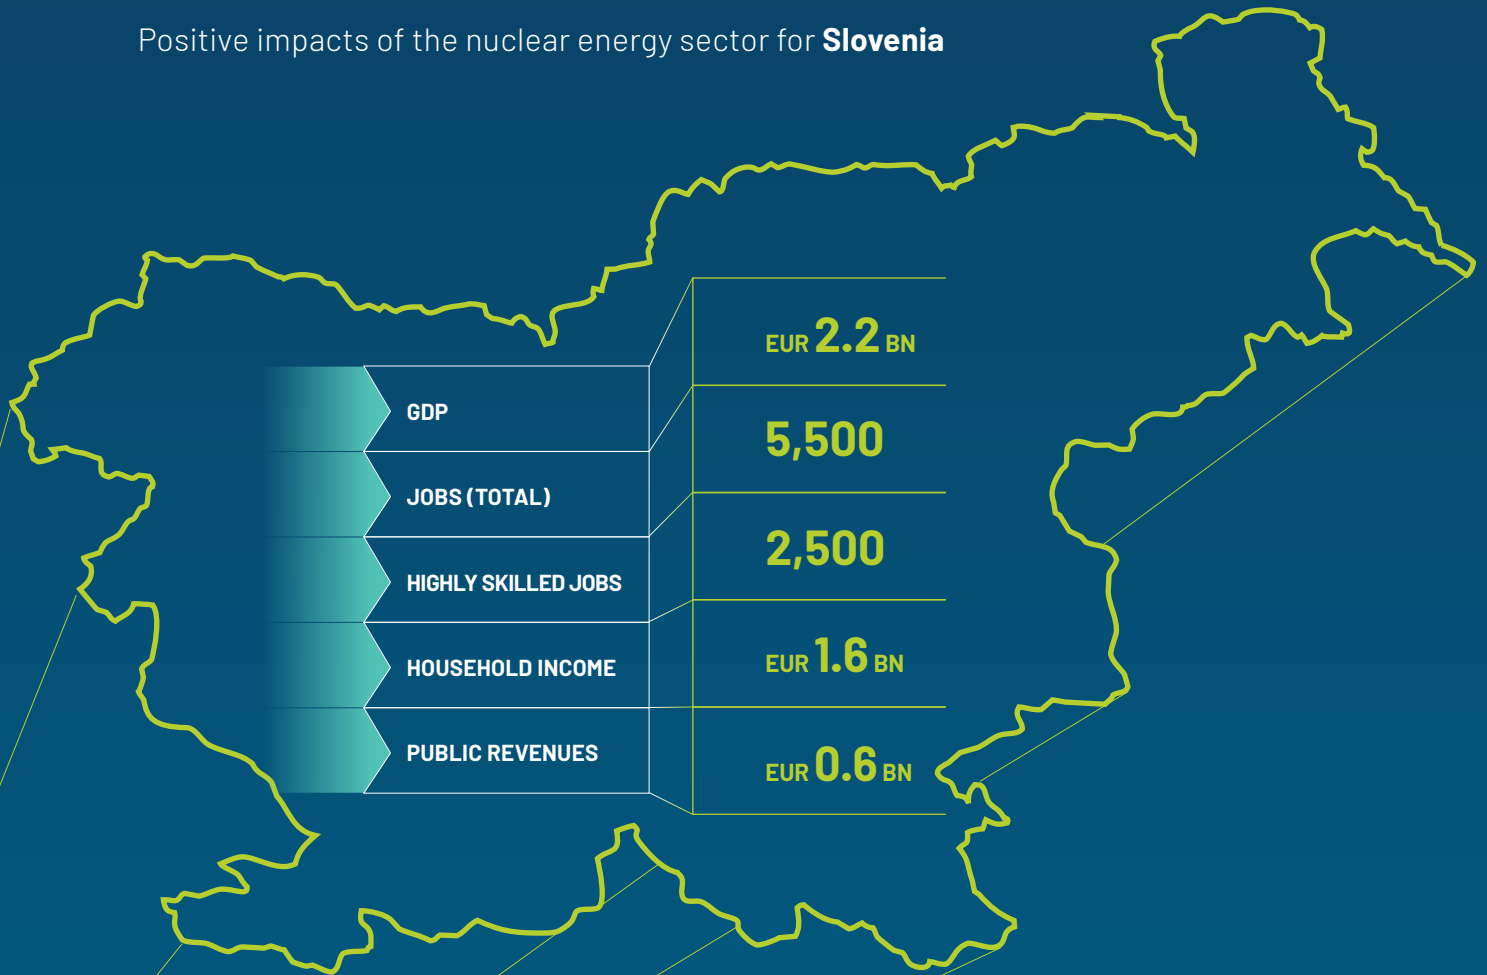 Positive impacts of the nuclear energy sector for Slovenia
GDP
EUR 2.2 BN
JOBS (TOTAL)
5,500
HIGHLY SKILLED JOBS
2,500
HOUSEHOLD INCOME
EUR 1.6 BN
PUBLIC REVENUES
EUR 0.6 BN